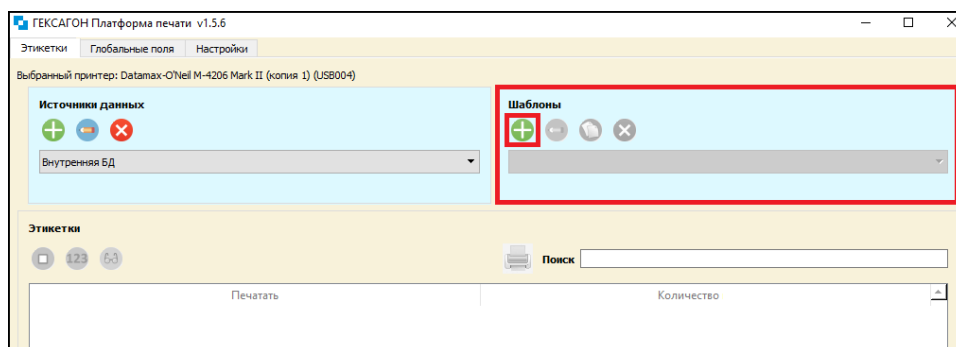 ГЕКСАГОН Платформа печати v1.5.6
Этикетки Глобальные поля Настройки
Выбранный принтер: Datamax-O'Neil M-4206 Mark II (копия 1) (USB004)
Источники данных
Шаблоны
Внутренняя БД
Этикетки
123
Поиск
Печатать Количество